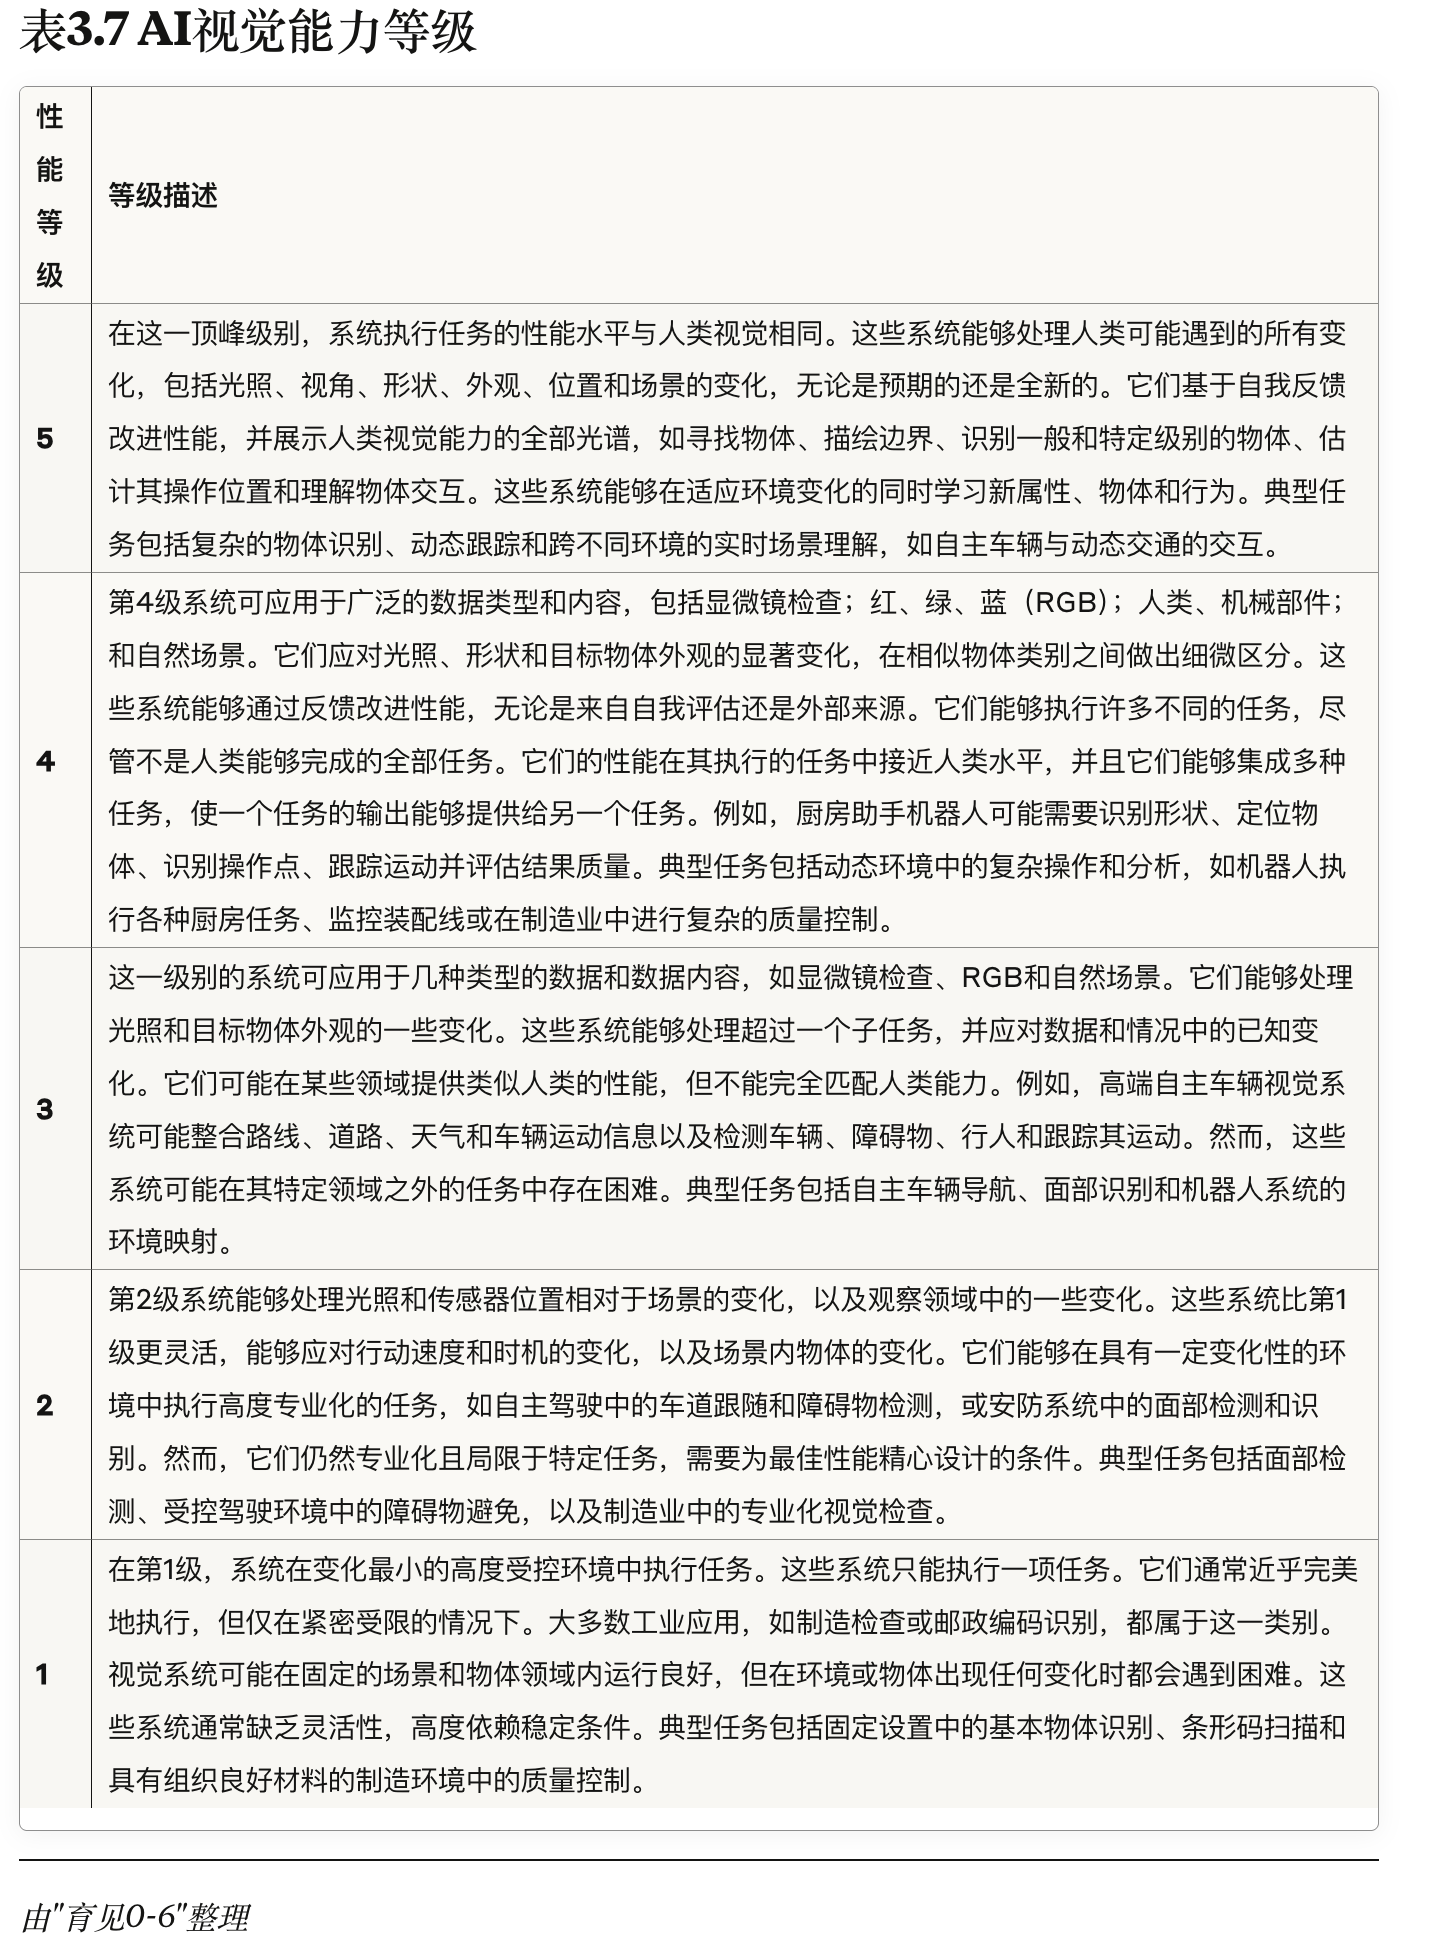 表3.7 AI视觉能力等级
性
能
等
级
等级描述
5
在这一顶峰级别，系统执行任务的性能水平与人类视觉相同。这些系统能够处理人类可能遇到的所有变
化，包括光照、视角、形状、外观、位置和场景的变化，无论是预期的还是全新的。它们基于自我反馈
改进性能，并展示人类视觉能力的全部光谱，如寻找物体、描绘边界、识别一般和特定级别的物体、估
计其操作位置和理解物体交互。这些系统能够在适应环境变化的同时学习新属性、物体和行为。典型任
务包括复杂的物体识别、动态跟踪和跨不同环境的实时场景理解，如自主车辆与动态交通的交互。
4
第4级系统可应用于广泛的数据类型和内容，包括显微镜检查；红、绿、蓝（RGB）；人类、机械部件；
和自然场景。它们应对光照、形状和目标物体外观的显著变化，在相似物体类别之间做出细微区分。这
些系统能够通过反馈改进性能，无论是来自自我评估还是外部来源。它们能够执行许多不同的任务，尽
管不是人类能够完成的全部任务。它们的性能在其执行的任务中接近人类水平，并且它们能够集成多种
任务，使一个任务的输出能够提供给另一个任务。例如，厨房助手机器人可能需要识别形状、定位物
体、识别操作点、跟踪运动并评估结果质量。典型任务包括动态环境中的复杂操作和分析，如机器人执
行各种厨房任务、监控装配线或在制造业中进行复杂的质量控制。
3
这一级别的系统可应用于几种类型的数据和数据内容，如显微镜检查、RGB和自然场景。它们能够处理
光照和目标物体外观的一些变化。这些系统能够处理超过一个子任务，并应对数据和情况中的已知变
化。它们可能在某些领域提供类似人类的性能，但不能完全匹配人类能力。例如，高端自主车辆视觉系
统可能整合路线、道路、天气和车辆运动信息以及检测车辆、障碍物、行人和跟踪其运动。然而，这些
系统可能在其特定领域之外的任务中存在困难。典型任务包括自主车辆导航、面部识别和机器人系统的
环境映射。
2
第2级系统能够处理光照和传感器位置相对于场景的变化，以及观察领域中的一些变化。这些系统比第1
级更灵活，能够应对行动速度和时机的变化，以及场景内物体的变化。它们能够在具有一定变化性的环
境中执行高度专业化的任务，如自主驾驶中的车道跟随和障碍物检测，或安防系统中的面部检测和识
别。然而，它们仍然专业化且局限于特定任务，需要为最佳性能精心设计的条件。典型任务包括面部检
测、受控驾驶环境中的障碍物避免，以及制造业中的专业化视觉检查。
1
在第1级，系统在变化最小的高度受控环境中执行任务。这些系统只能执行一项任务。它们通常近乎完美
地执行，但仅在紧密受限的情况下。大多数工业应用，如制造检查或邮政编码识别，都属于这一类别。
视觉系统可能在固定的场景和物体领域内运行良好，但在环境或物体出现任何变化时都会遇到困难。这
些系统通常缺乏灵活性，高度依赖稳定条件。典型任务包括固定设置中的基本物体识别、条形码扫描和
具有组织良好材料的制造环境中的质量控制。
由"育见0-6"整理